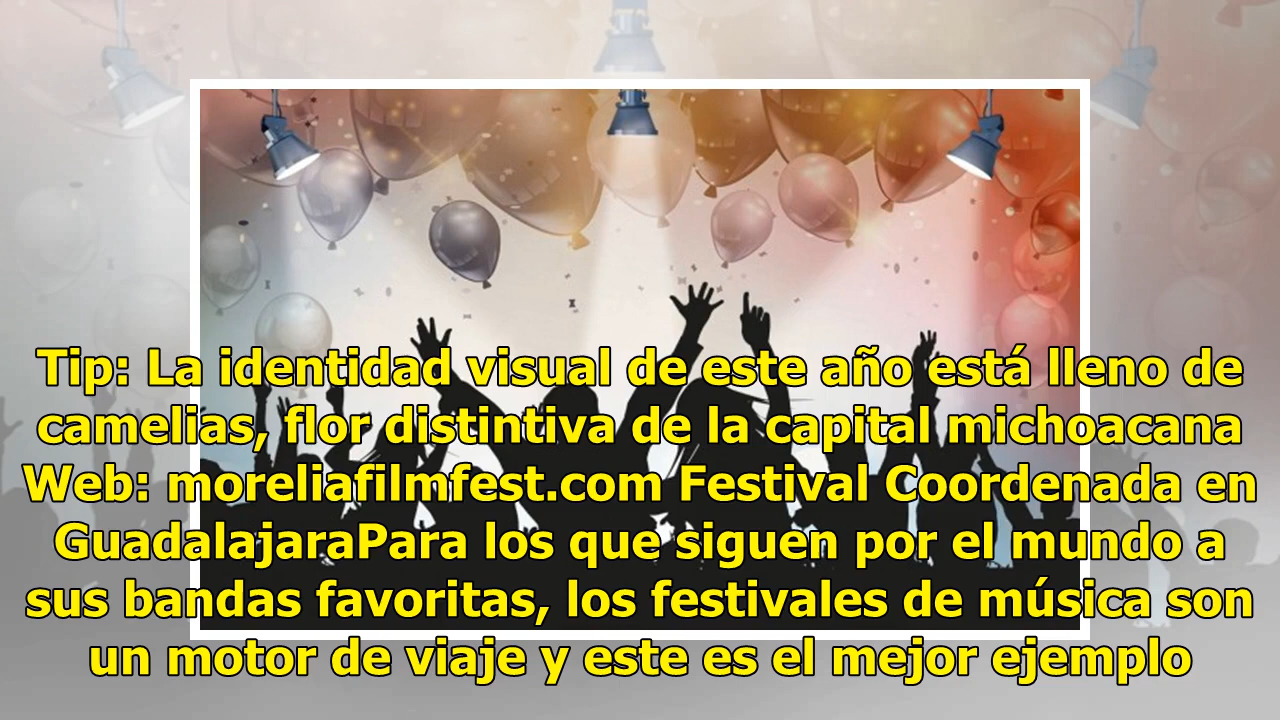 Tip: La identidad visual de este año está lleno de
camelias, flor distintiva de la capital michoacana
Web: moreliafilmfest.com Festival Coordenada en
GuadalajaraPara los que siguen por el mundo a
sus bandas favoritas, los festivales de música son
un motor de viaje y este es el mejor ejemplo